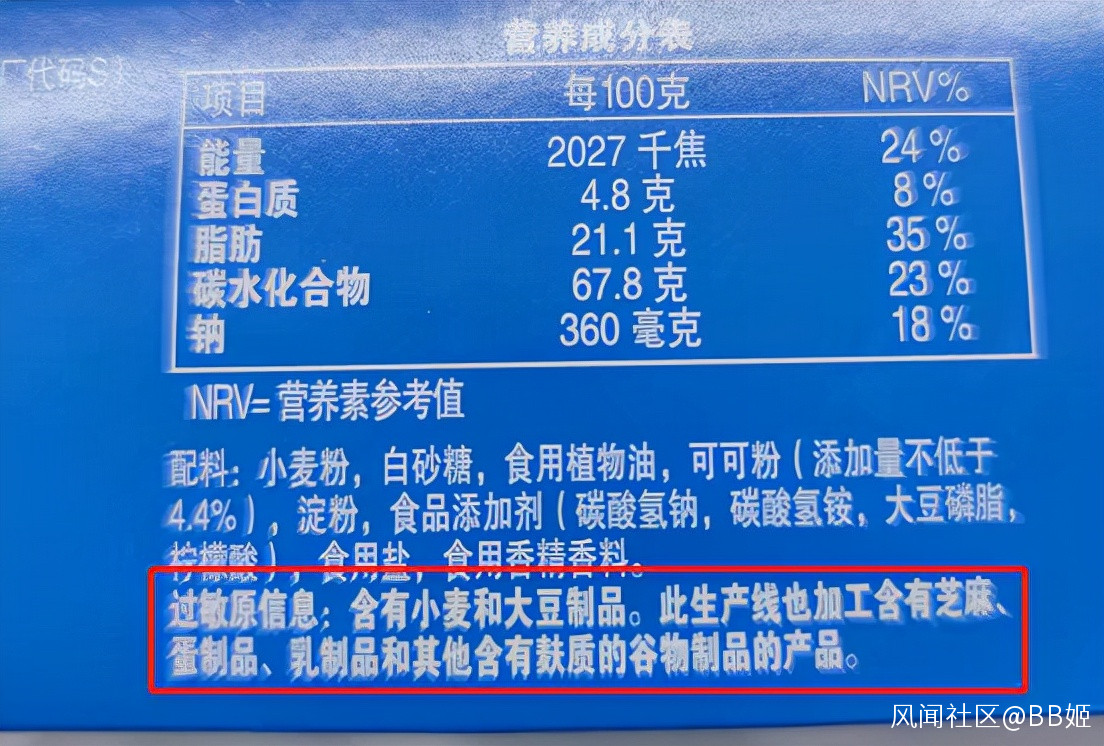 营养成分表
厂代码S
项目 每100克 NRV%
能量 2027 千焦 24%
蛋白质 4.8 克 8%
脂肪 21.1 克 35%
碳水化合物 67.8 克 23%
钠 360 毫克 18%
NRV=营养素参考值
配料：小麦粉，白砂糖，食用植物油，可可粉（添加量不低于
4.4%），淀粉，食品添加剂（碳酸氢钠，碳酸氢铵，大豆磷脂，
柠檬酸），食用盐，食用香精香料。
过敏原信息：含有小麦和大豆制品。此生产线也加工含有芝麻、
蛋制品、乳制品和其他含有麸质的谷物制品的产品。
风闻社区@BB姬